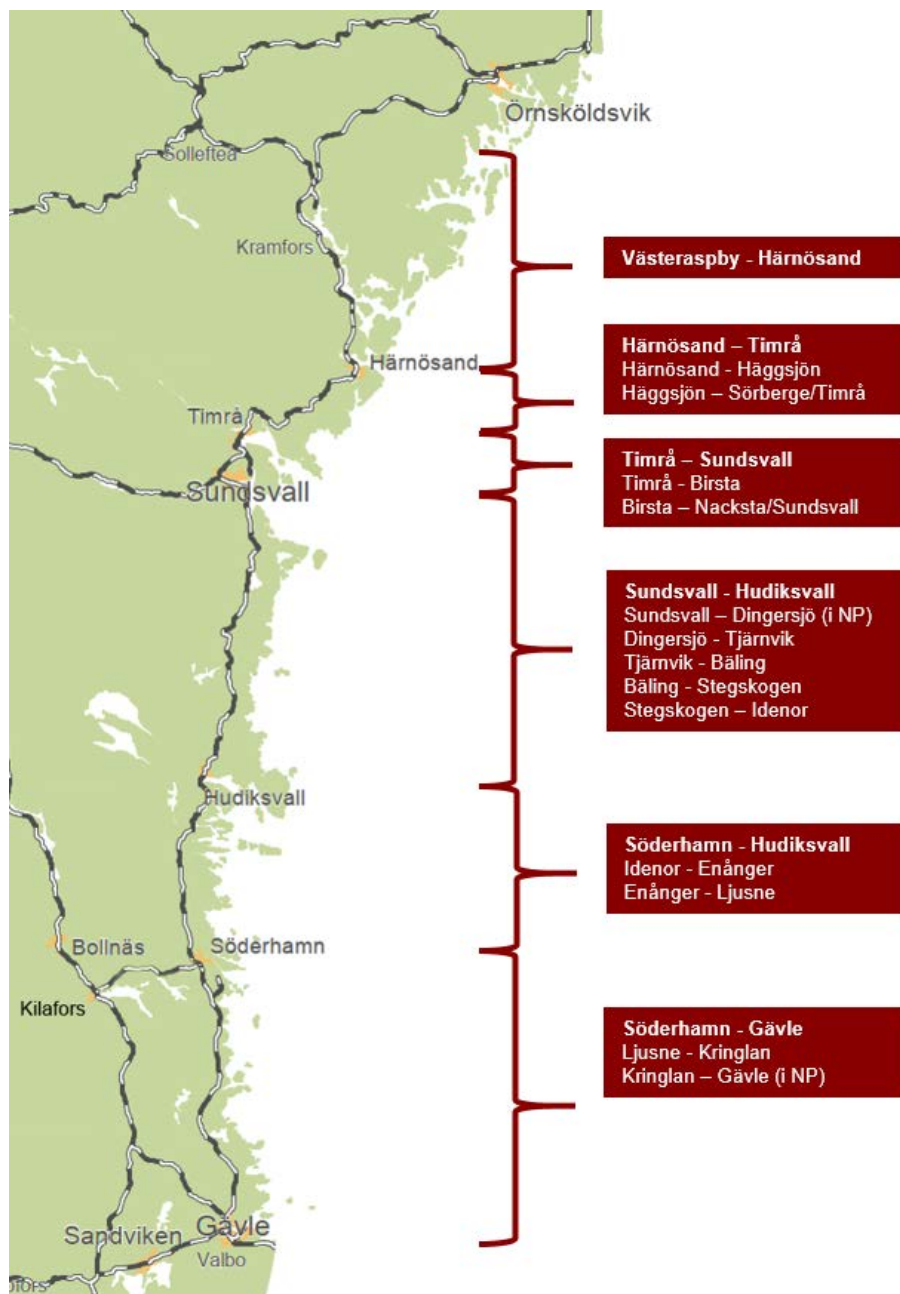 Örnsköldsvik
Sollefteå
Kramfors
Härnösand
Timrå
Sundsvall
Hudiksvall
Bollnäs
Söderhamn
Kilafors
Gävle
Sandviken
Valbo
Västeraspby - Härnösand
Härnösand – Timrå
Härnösand - Häggsjön
Häggsjön – Sörberge/Timrå
Timrå – Sundsvall
Timrå - Birsta
Birsta – Nacksta/Sundsvall
Sundsvall - Hudiksvall
Sundsvall – Dingersjö (i NP)
Dingersjö - Tjärnvik
Tjärnvik - Bäling
Bäling - Stegskogen
Stegskogen – Idenor
Söderhamn - Hudiksvall
Idenor - Enånger
Enånger - Ljusne
Söderhamn - Gävle
Ljusne - Kringlan
Kringlan – Gävle (i NP)